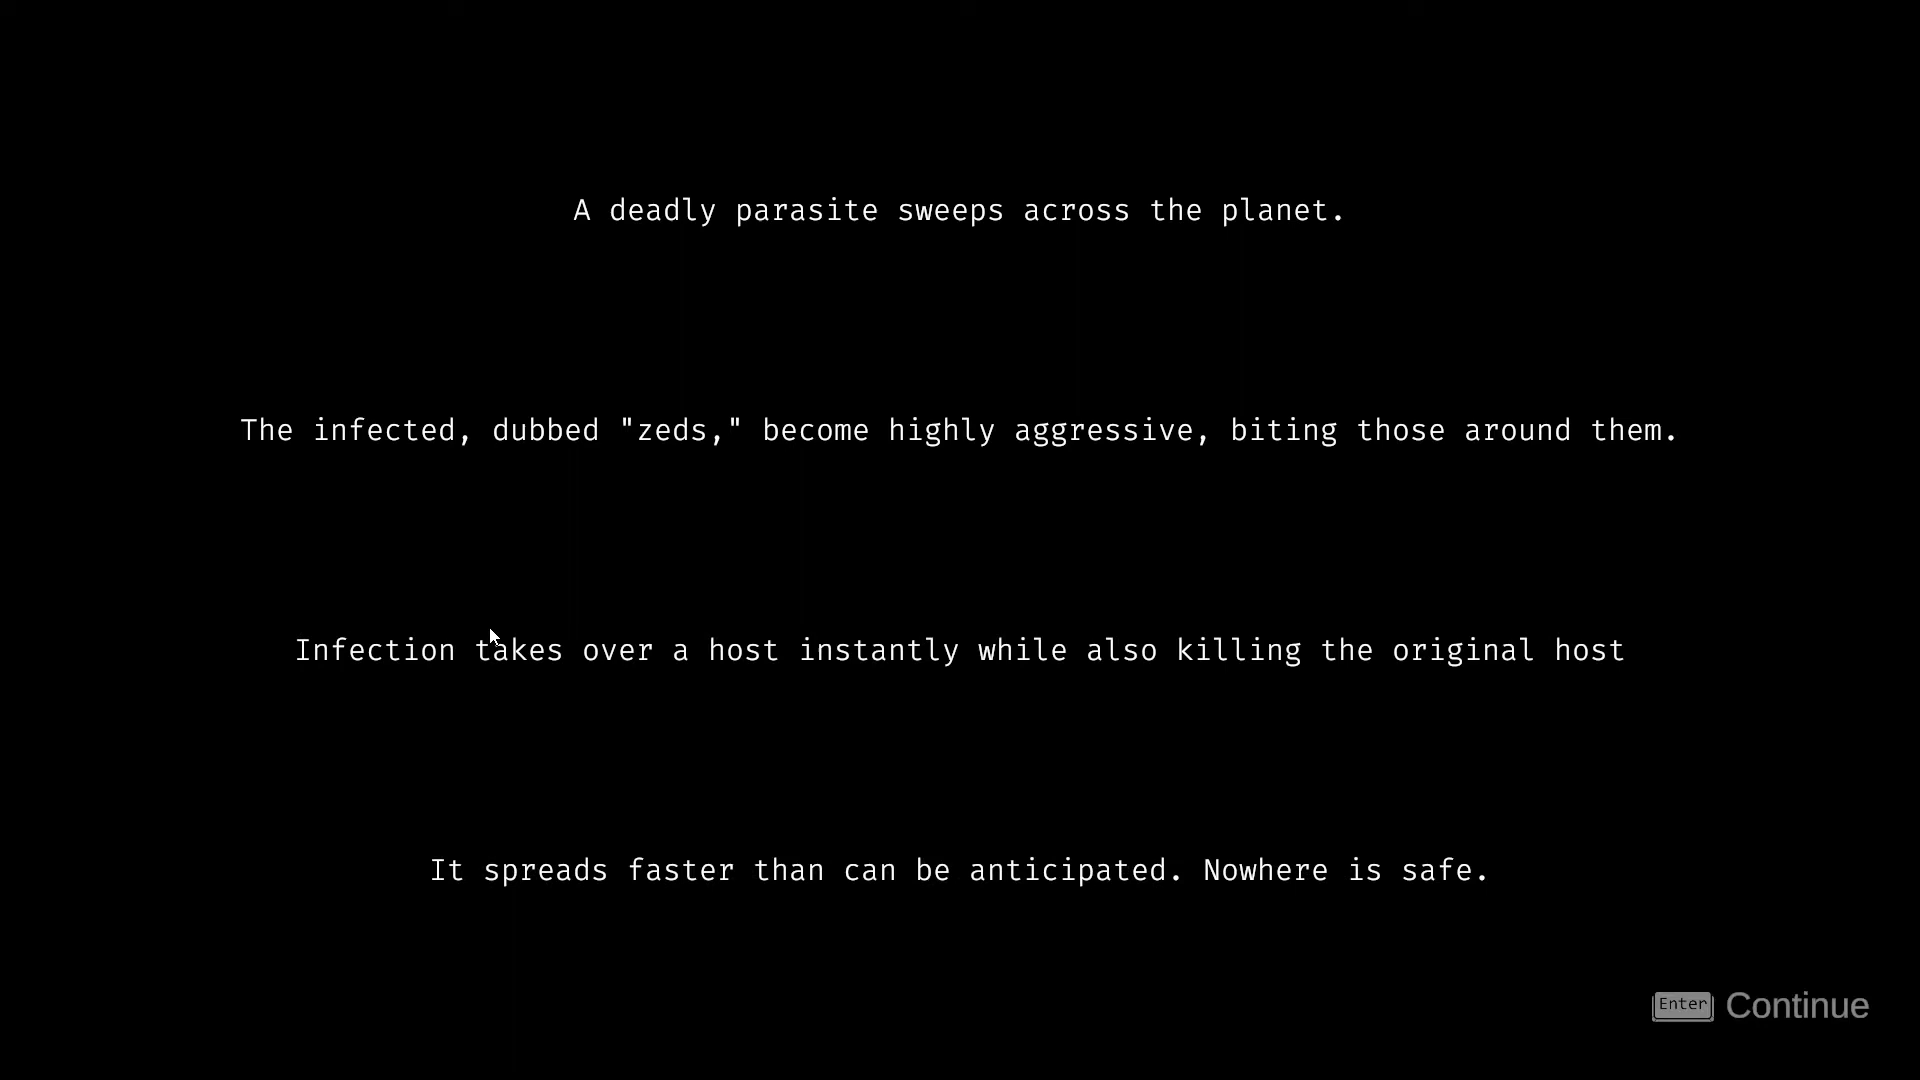 A deadly parasite sweeps across the planet.
The infected, dubbed "zeds," become highly aggressive, biting those around them.
Infection takes over a host instantly while also killing the original host
It spreads faster than can be anticipated. Nowhere is safe.
Enter Continue